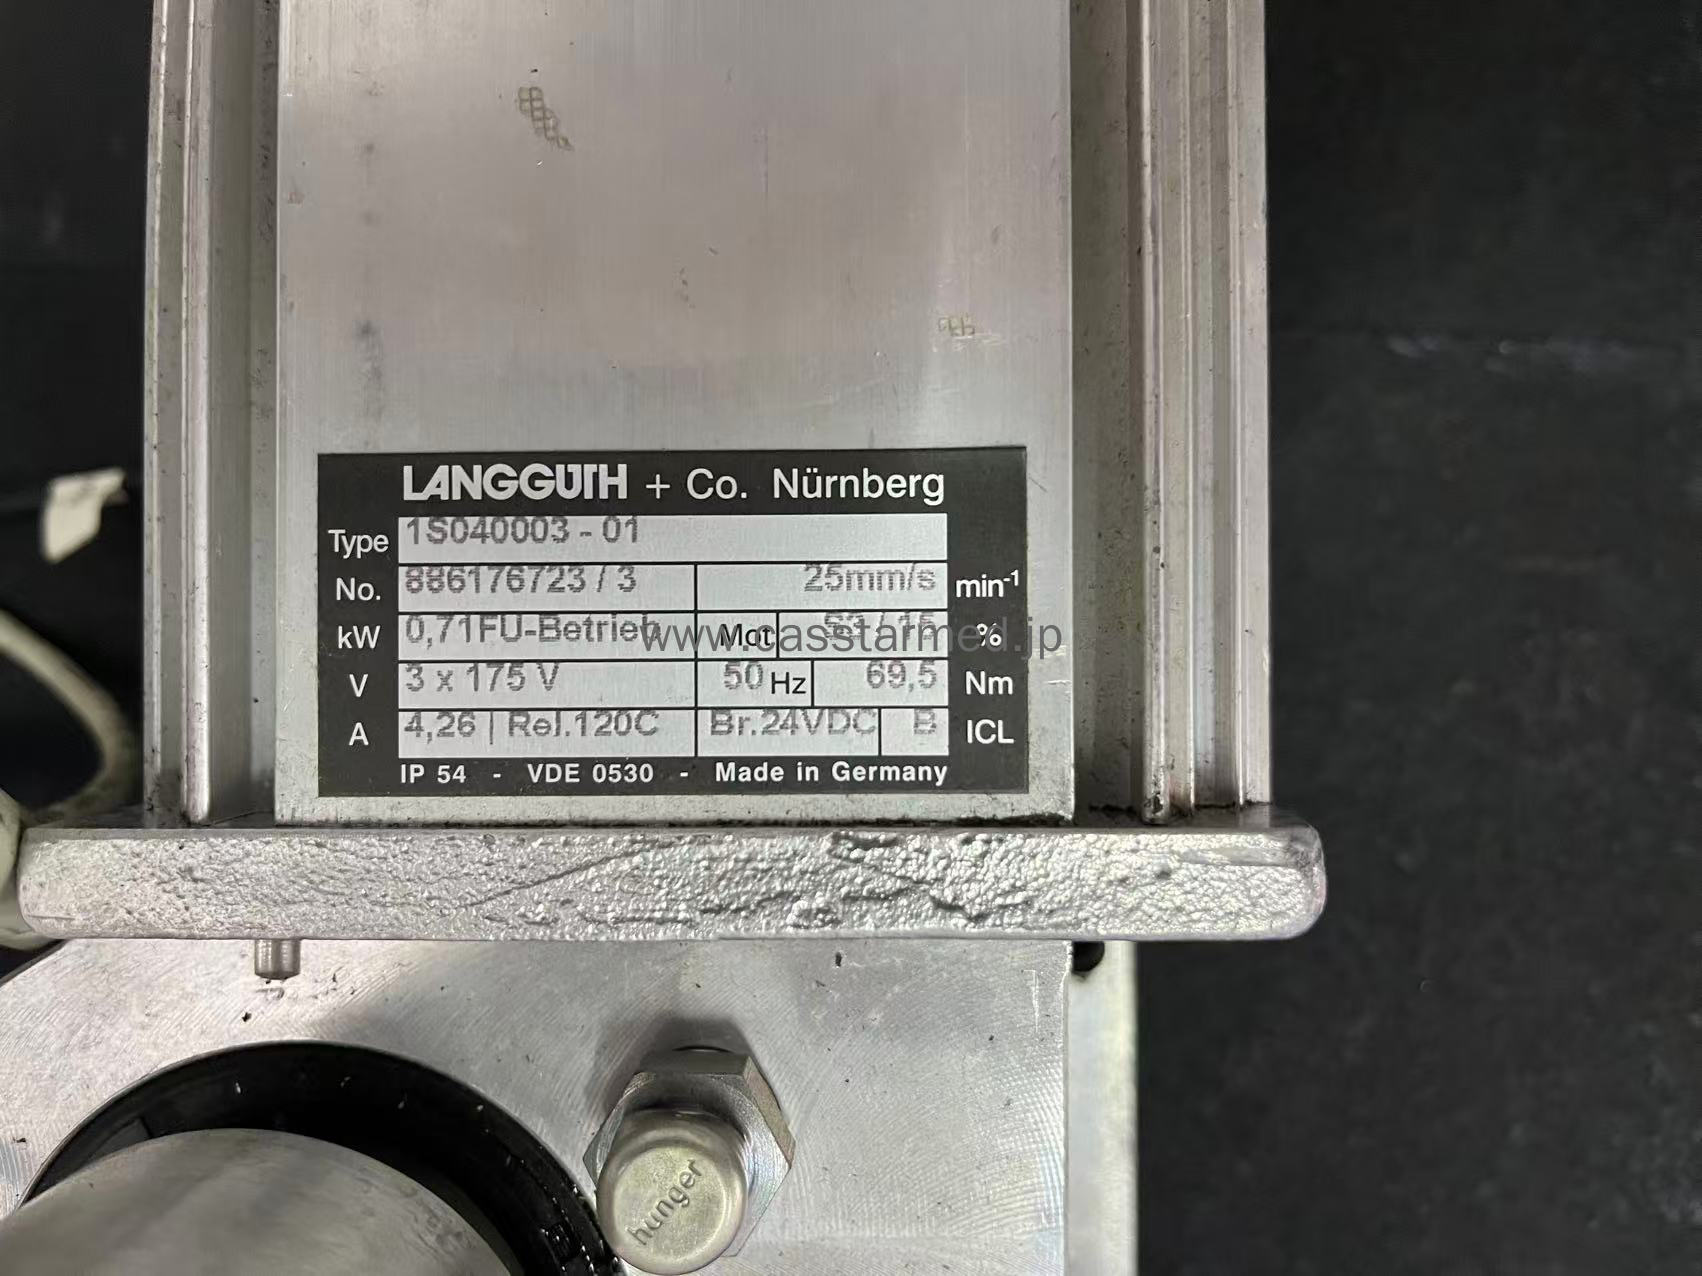 LANGGUTH + Co. Nürnberg
Type 1S040003 - 01
No. 886176723 / 3 25mm/s min-1
kW 0,71FU-Betrieb Mot S3 / 15 %
www.casstarmed.jp
V 3 x 175 V 50 Hz 69,5 Nm
A 4,26 | Rel.120C Br.24VDC B ICL
IP 54 - VDE 0530 - Made in Germany
hunger